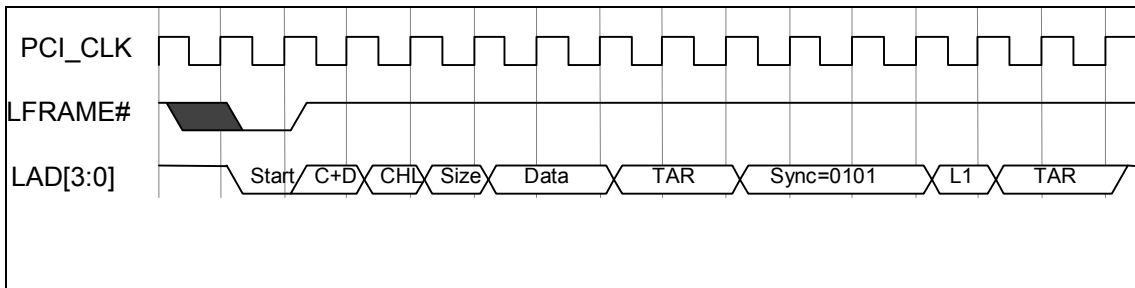 PCI_CLK
LFRAME#
LAD[3:0] Start C+D CHL Size Data TAR Sync=0101 L1 TAR